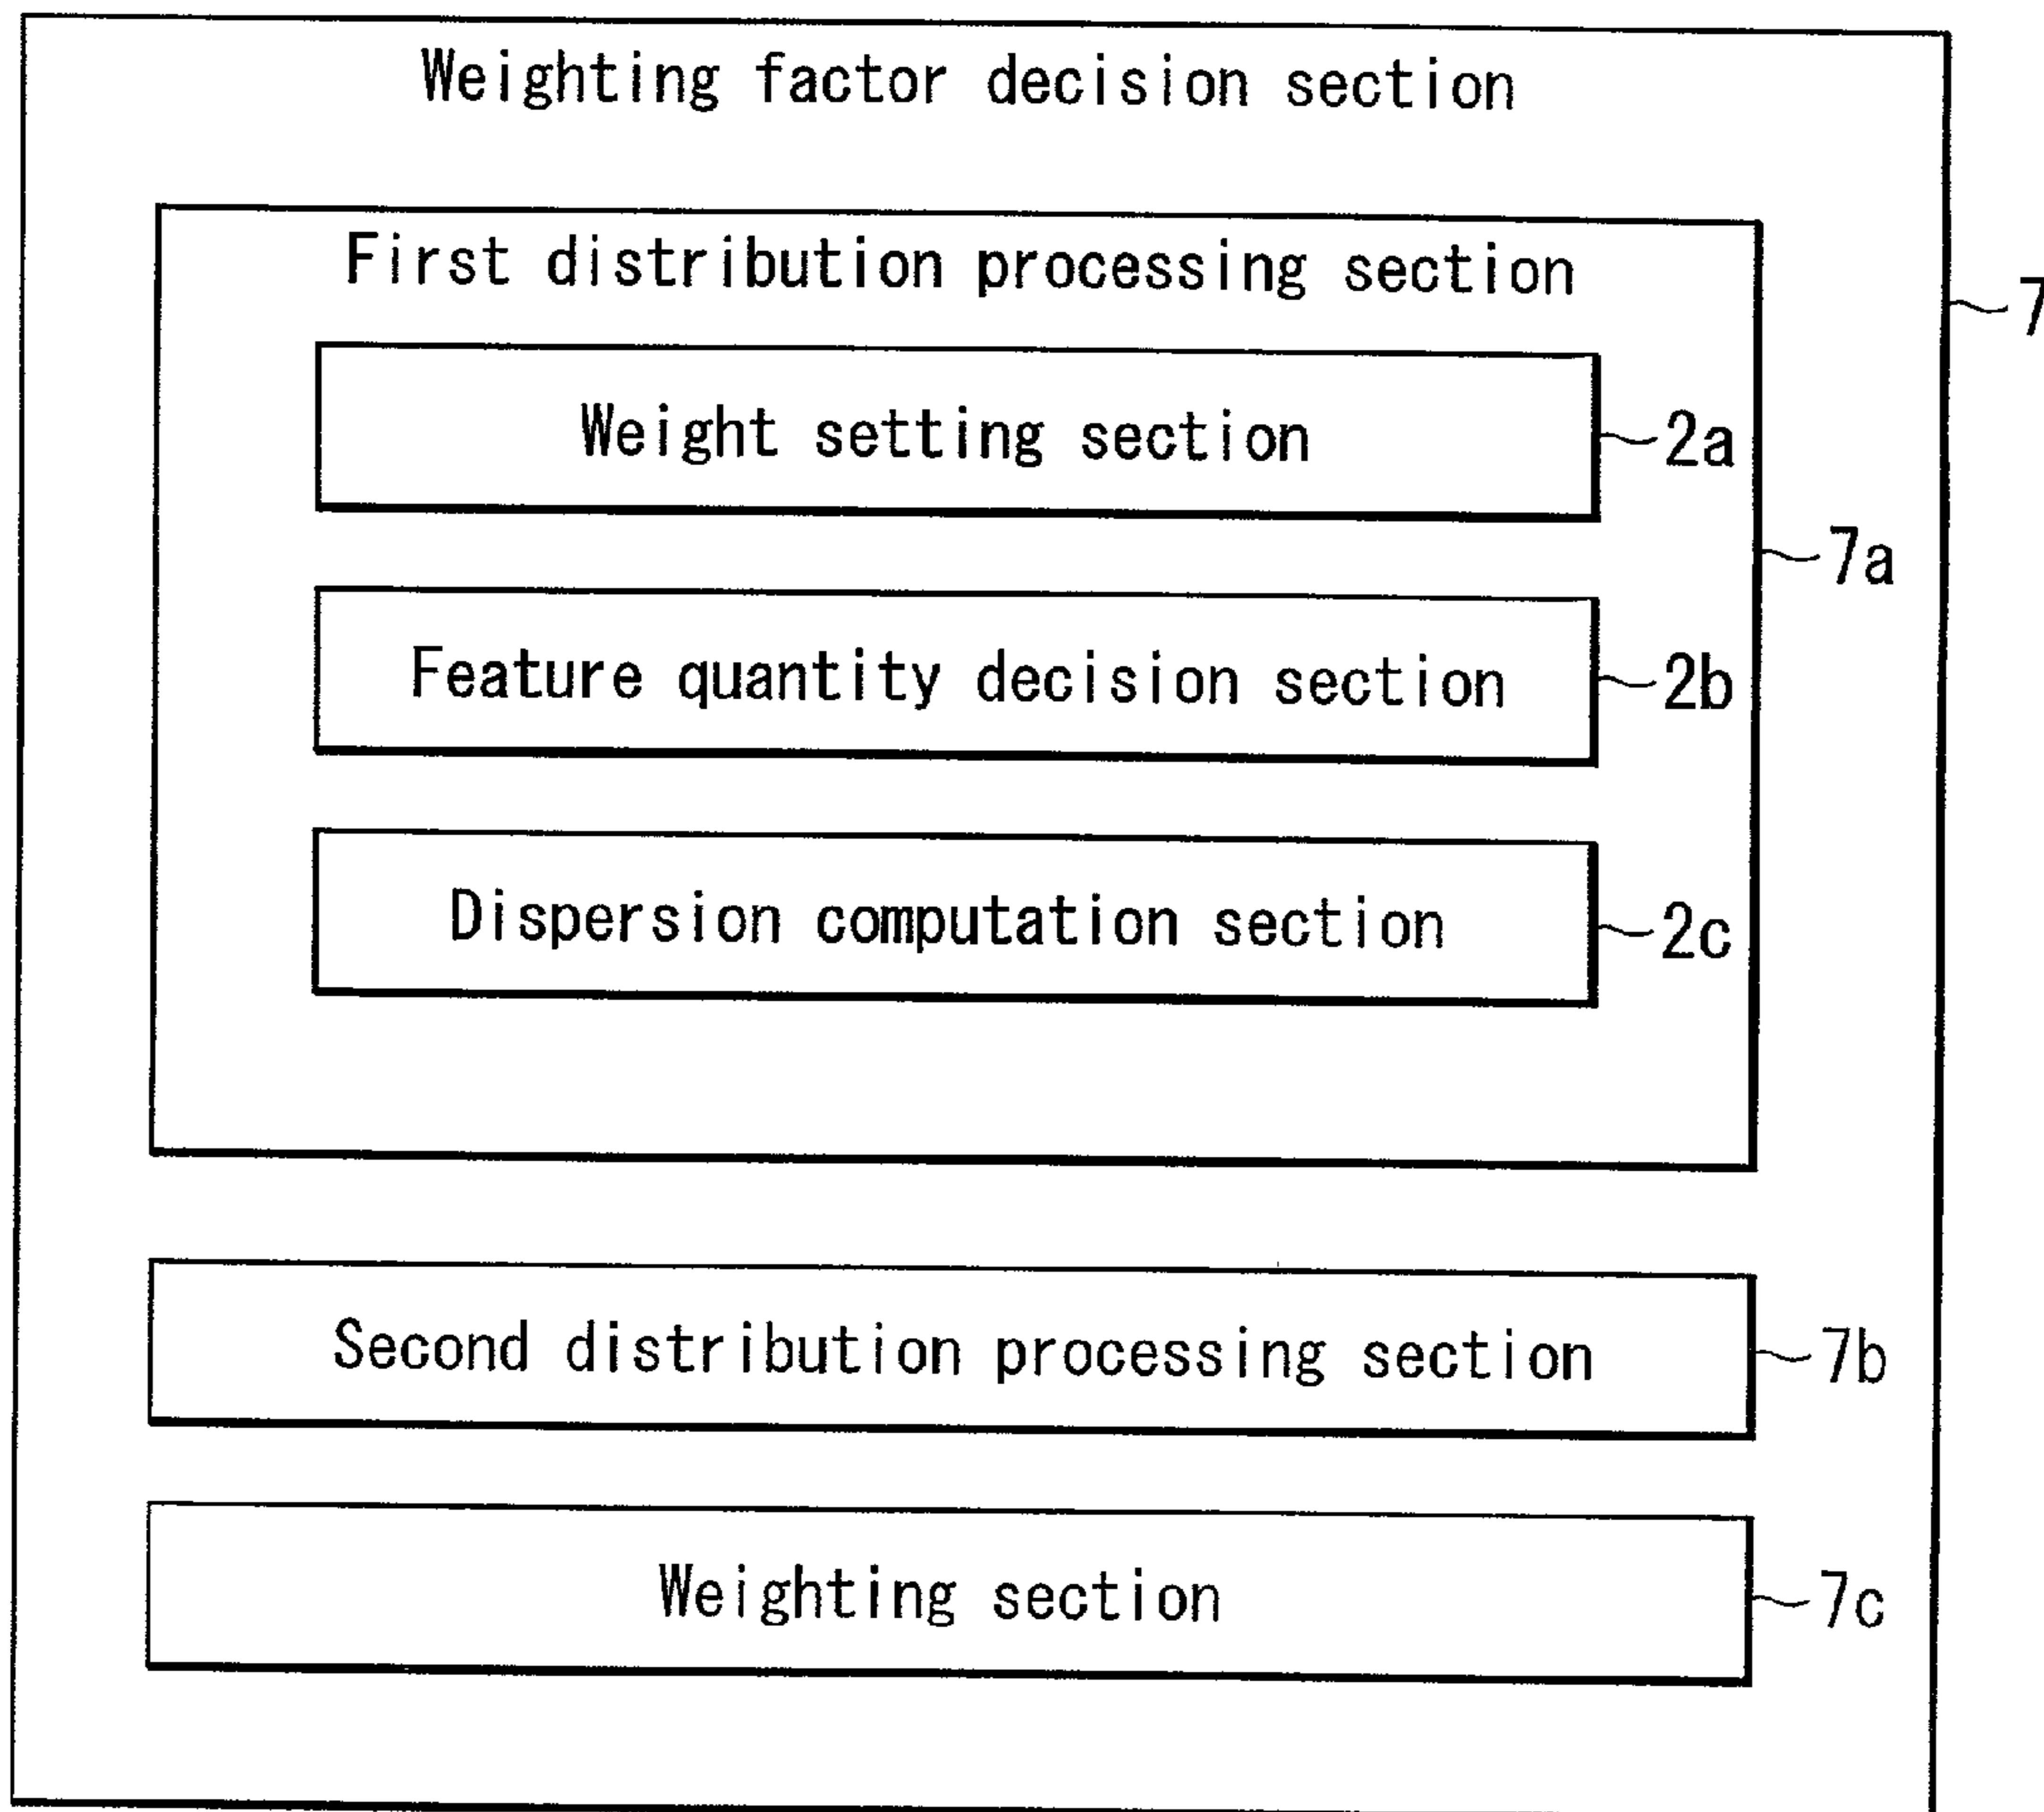 Weighting factor decision section
First distribution processing section
7
Weight setting section
2a
7a
Feature quantity decision section
2b
Dispersion computation section
2c
Second distribution processing section
7b
Weighting section
7c